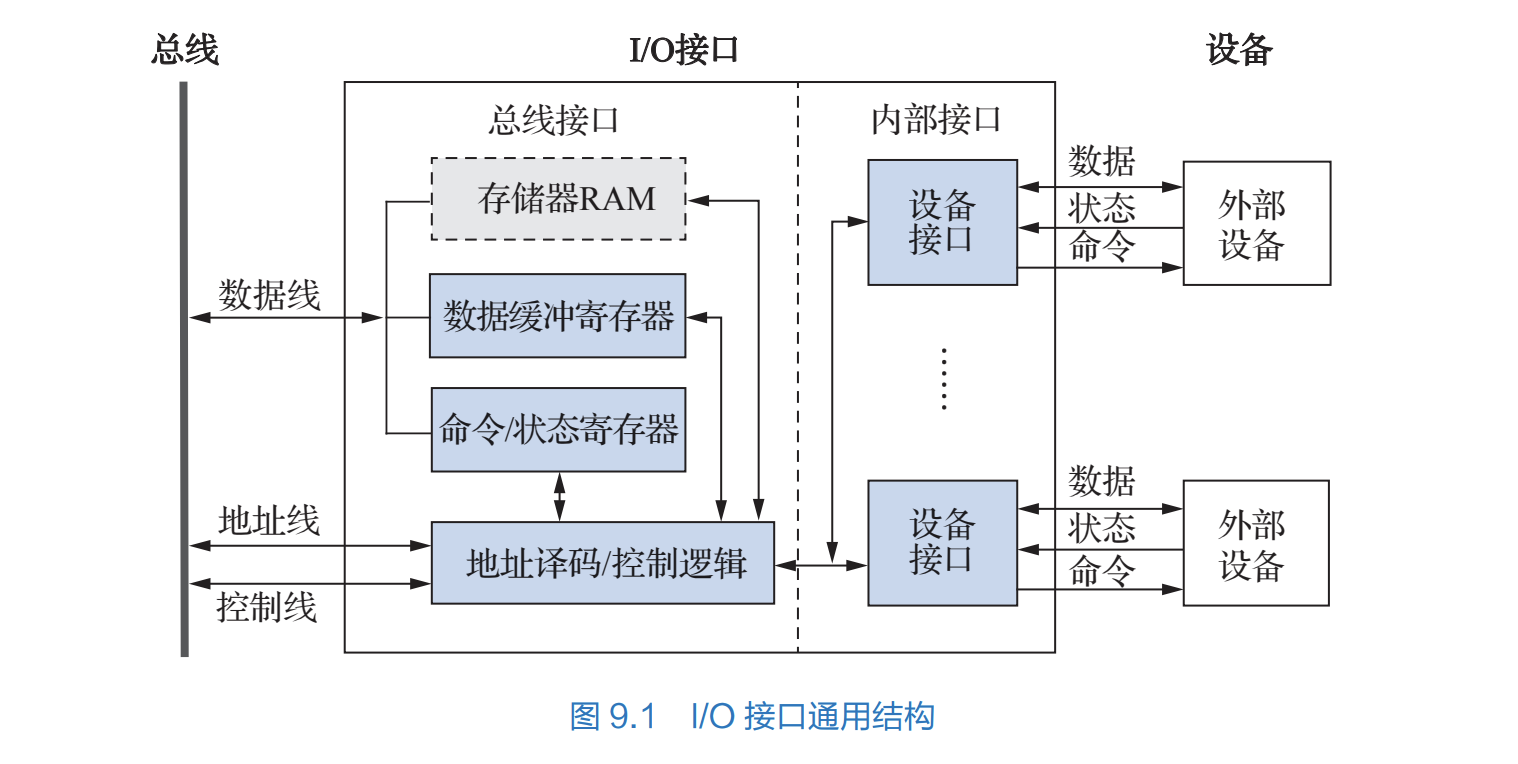 总线
I/O接口
设备
总线接口
内部接口
存储器RAM
数据缓冲寄存器
命令/状态寄存器
地址译码/控制逻辑
数据线
地址线
控制线
设备
接口
数据
状态
命令
外部
设备
设备
接口
数据
状态
命令
外部
设备
图 9.1 I/O 接口通用结构